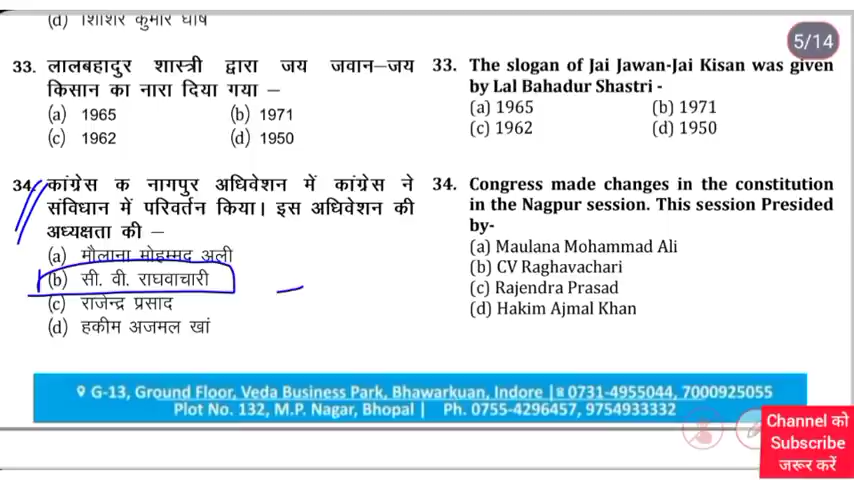 (d) शिशिर कुमार घोष
5/14
33. लालबहादुर शास्त्री द्वारा जय जवान–जय
किसान का नारा दिया गया –
(a) 1965 (b) 1971
(c) 1962 (d) 1950
34. कांग्रेस क नागपुर अधिवेशन में कांग्रेस ने
संविधान में परिवर्तन किया। इस अधिवेशन की
अध्यक्षता की –
(a) मौलाना मोहम्मद अली
(b) सी. वी. राघवाचारी
(c) राजेन्द्र प्रसाद
(d) हकीम अजमल खां
33. The slogan of Jai Jawan-Jai Kisan was given
by Lal Bahadur Shastri -
(a) 1965 (b) 1971
(c) 1962 (d) 1950
34. Congress made changes in the constitution
in the Nagpur session. This session Presided
by-
(a) Maulana Mohammad Ali
(b) CV Raghavachari
(c) Rajendra Prasad
(d) Hakim Ajmal Khan
G-13, Ground Floor, Veda Business Park, Bhawarkuan, Indore | 0731-4955044, 7000925055
Plot No. 132, M.P. Nagar, Bhopal | Ph. 0755-4296457, 9754933332
Channel को
Subscribe
जरूर करें